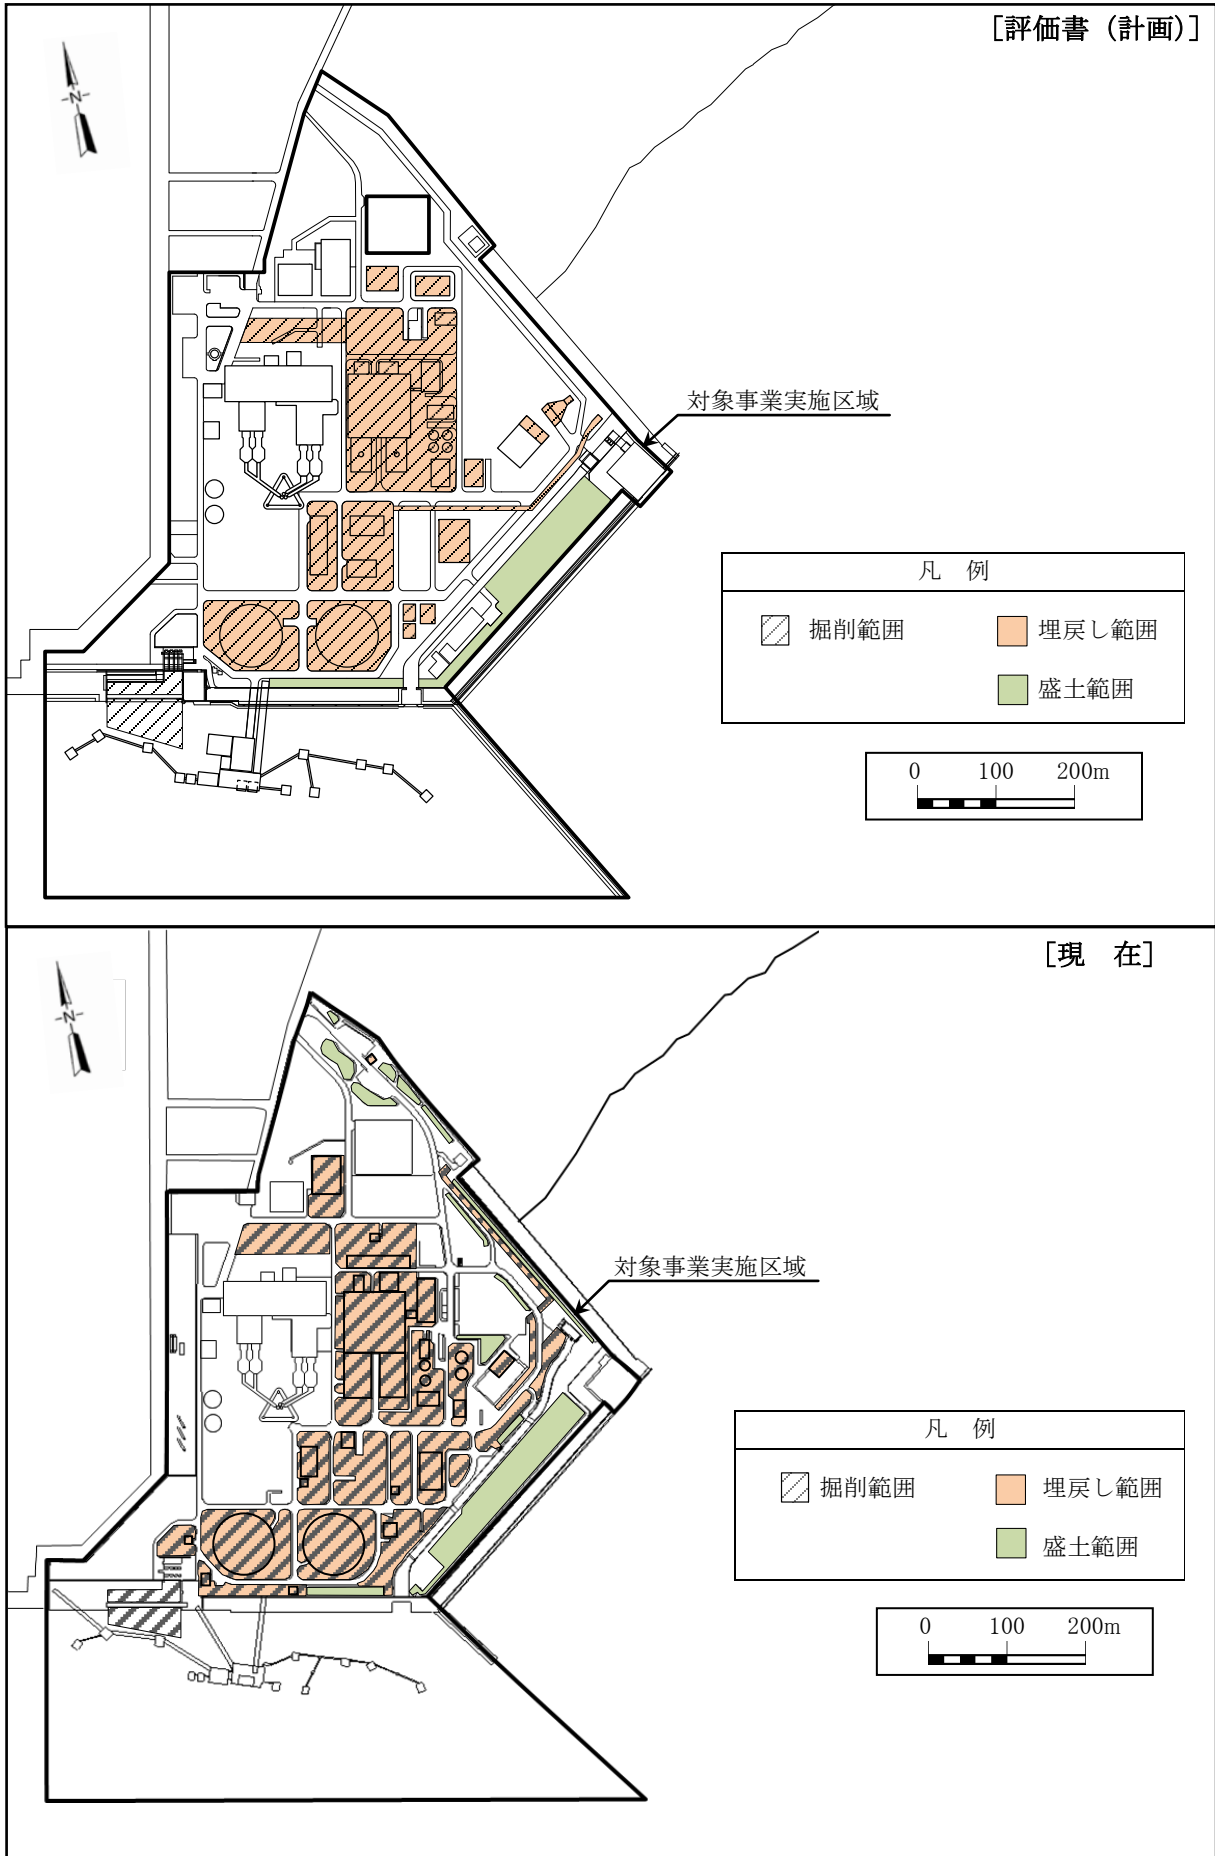 ［評価書（計画）］
N
対象事業実施区域
凡 例
掘削範囲
埋戻し範囲
盛土範囲
0 100 200m
［現 在］
N
対象事業実施区域
凡 例
掘削範囲
埋戻し範囲
盛土範囲
0 100 200m